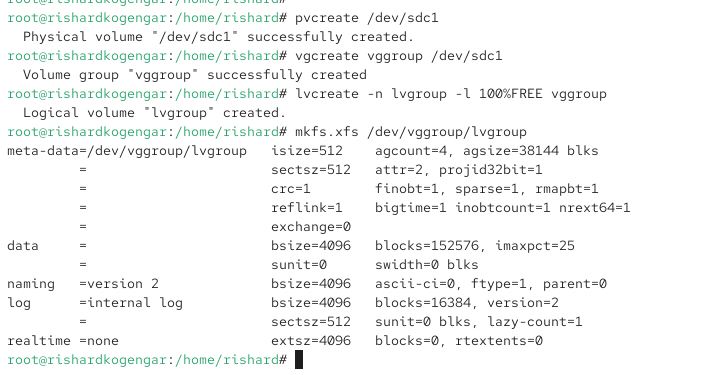 root@rishardkogengar:/home/rishard# pvcreate /dev/sdc1
  Physical volume "/dev/sdc1" successfully created.
root@rishardkogengar:/home/rishard# vgcreate vggroup /dev/sdc1
  Volume group "vggroup" successfully created
root@rishardkogengar:/home/rishard# lvcreate -n lvgroup -l 100%FREE vggroup
  Logical volume "lvgroup" created.
root@rishardkogengar:/home/rishard# mkfs.xfs /dev/vggroup/lvgroup
meta-data=/dev/vggroup/lvgroup   isize=512    agcount=4, agsize=38144 blks
         =                       sectsz=512   attr=2, projid32bit=1
         =                       crc=1        finobt=1, sparse=1, rmapbt=1
         =                       reflink=1    bigtime=1 inobtcount=1 nrext64=1
         =                       exchange=0
data     =                       bsize=4096   blocks=152576, imaxpct=25
         =                       sunit=0      swidth=0 blks
naming   =version 2              bsize=4096   ascii-ci=0, ftype=1, parent=0
log      =internal log           bsize=4096   blocks=16384, version=2
         =                       sectsz=512   sunit=0 blks, lazy-count=1
realtime =none                   extsz=4096   blocks=0, rtextents=0
root@rishardkogengar:/home/rishard#